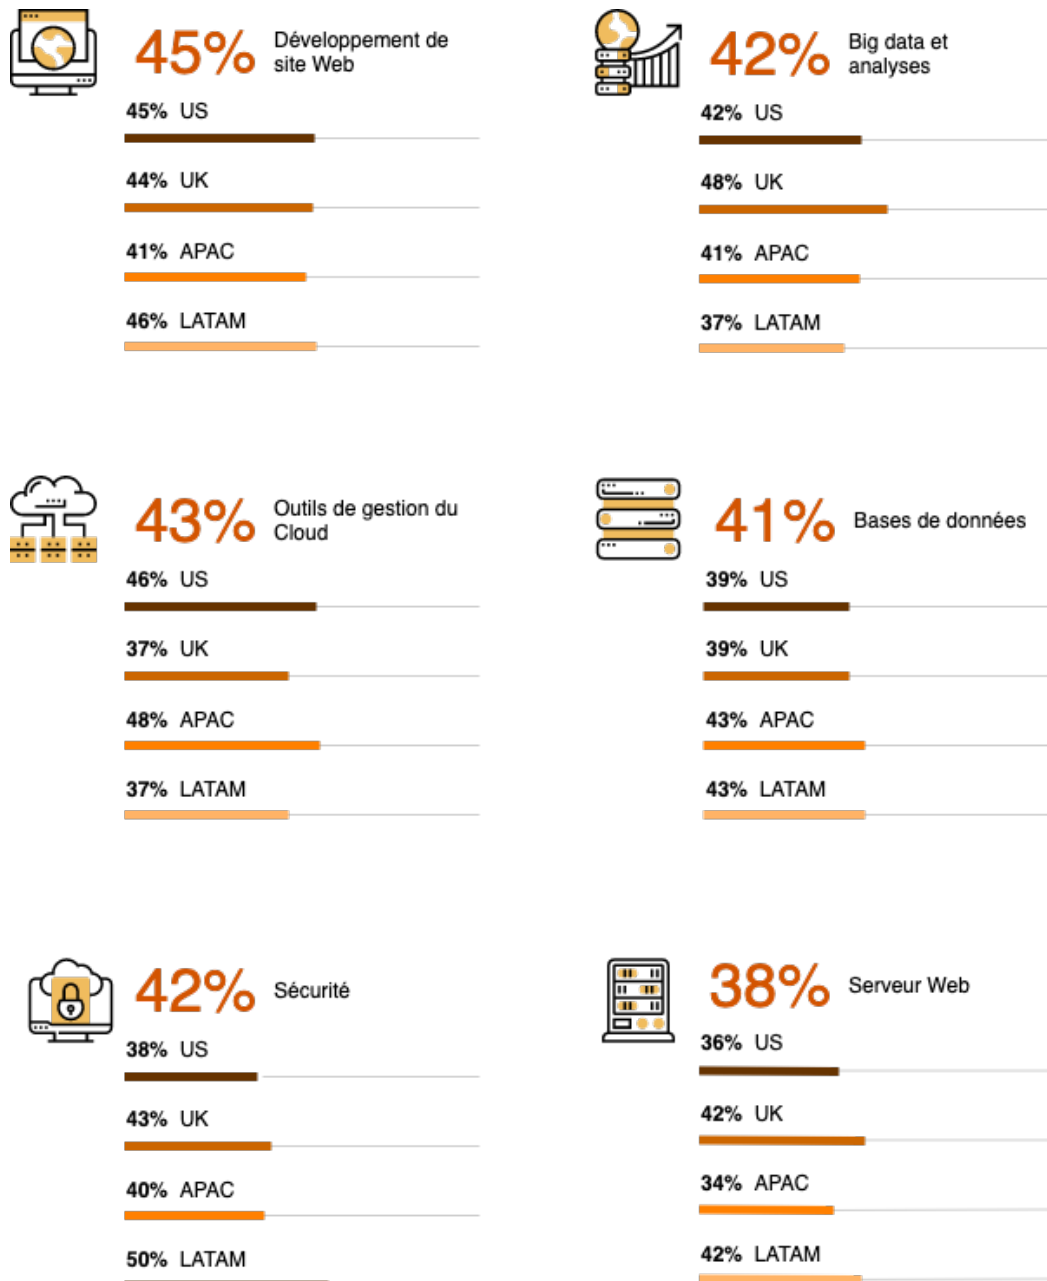 45% Développement de
site Web
45% US
44% UK
41% APAC
46% LATAM
42% Big data et
analyses
42% US
48% UK
41% APAC
37% LATAM
43% Outils de gestion du
Cloud
46% US
37% UK
48% APAC
37% LATAM
41% Bases de données
39% US
39% UK
43% APAC
43% LATAM
42% Sécurité
38% US
43% UK
40% APAC
50% LATAM
38% Serveur Web
36% US
42% UK
34% APAC
42% LATAM